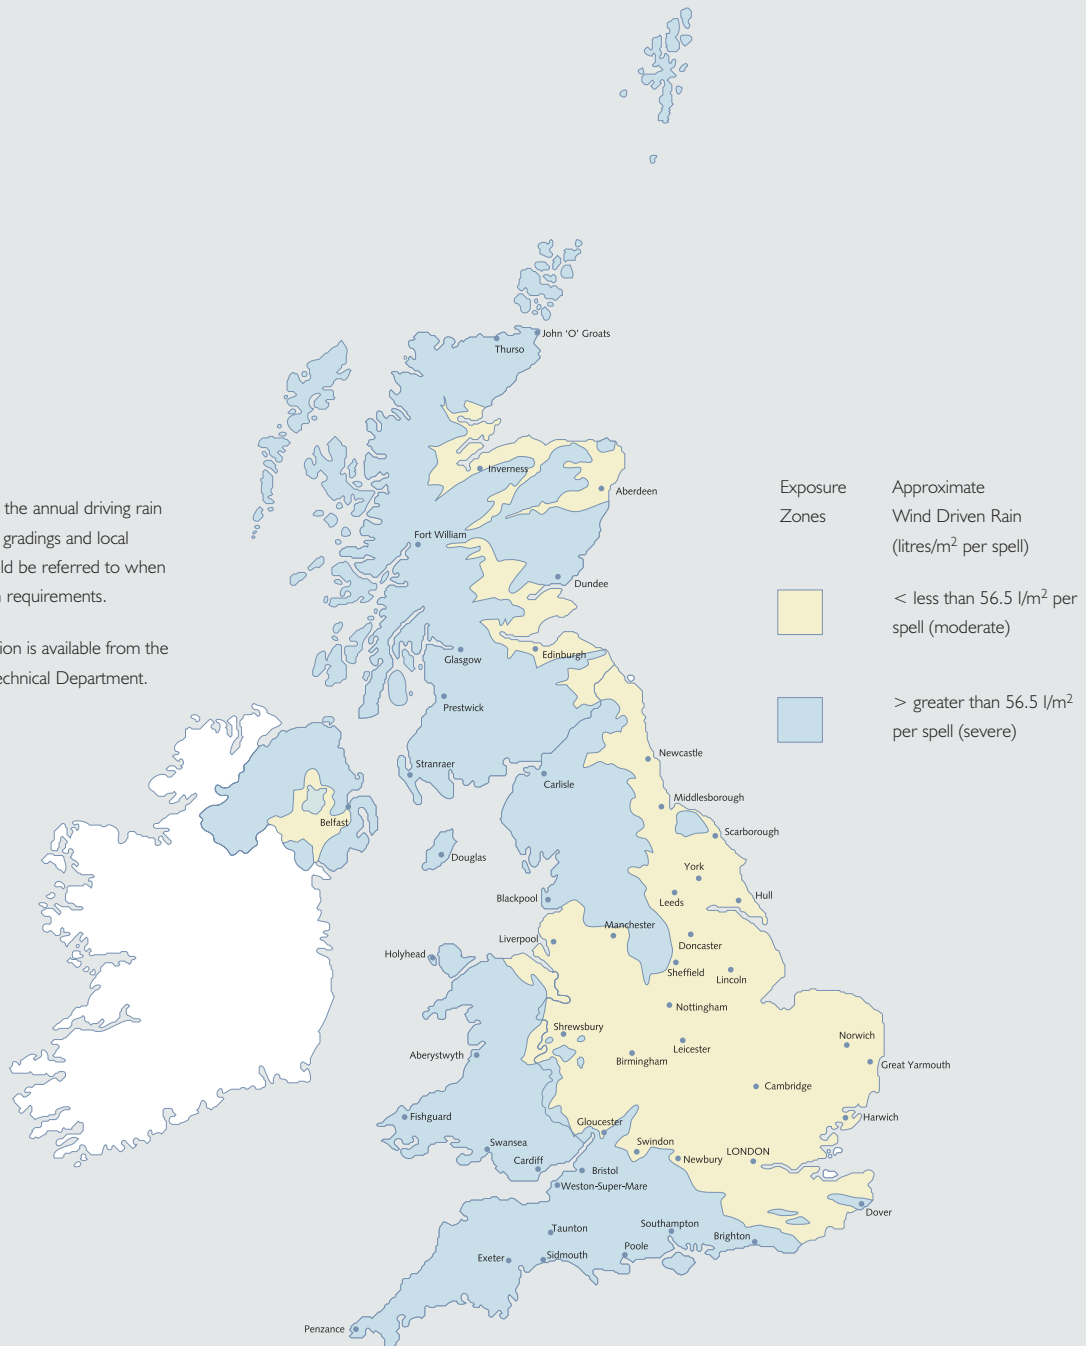 the annual driving rain
gradings and local
ld be referred to when
requirements.
ion is available from the
echnical Department.
Exposure
Zones
Approximate
Wind Driven Rain
(litres/m² per spell)
< less than 56.5 l/m² per
spell (moderate)
> greater than 56.5 l/m²
per spell (severe)
John ‘O’ Groats
Thurso
Inverness
Aberdeen
Fort William
Dundee
Edinburgh
Glasgow
Prestwick
Stranraer
Newcastle
Carlisle
Middlesborough
Belfast
Scarborough
Douglas
York
Blackpool
Leeds
Hull
Manchester
Liverpool
Doncaster
Holyhead
Sheffield
Lincoln
Nottingham
Shrewsbury
Norwich
Leicester
Aberystwyth
Birmingham
Great Yarmouth
Cambridge
Fishguard
Harwich
Gloucester
Swansea
Swindon
LONDON
Cardiff
Newbury
Bristol
Weston-Super-Mare
Dover
Southampton
Taunton
Brighton
Poole
Exeter
Sidmouth
Penzance